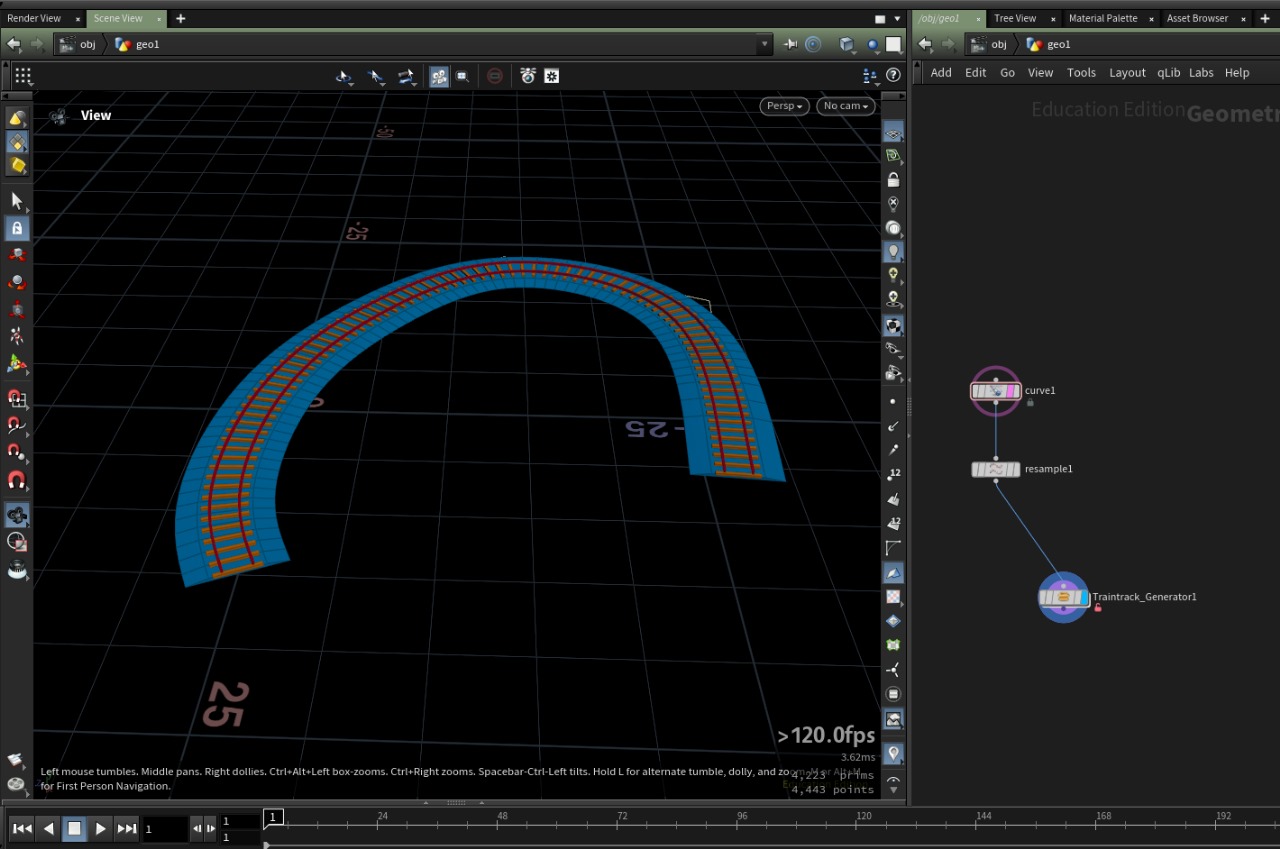 Render View × Scene View × +
/obj/geo1 × Tree View × Material Palette × Asset Browser × +
obj geo1
obj geo1
Add Edit Go View Tools Layout qLib Labs Help
View
Persp No cam
Education Edition
-50
-25
0
-25
12
12
curve1
resample1
Traintrack_Generator1
25
>120.0fps
3.62ms
Left mouse tumbles. Middle pans. Right dollies. Ctrl+Alt+Left box-zooms. Ctrl+Right zooms. Spacebar-Ctrl-Left tilts. Hold L for alternate tumble, dolly, and
for First Person Navigation.
4,223 prims
4,443 points
1
1
1
1
24 48 72 96 120 144 168 192